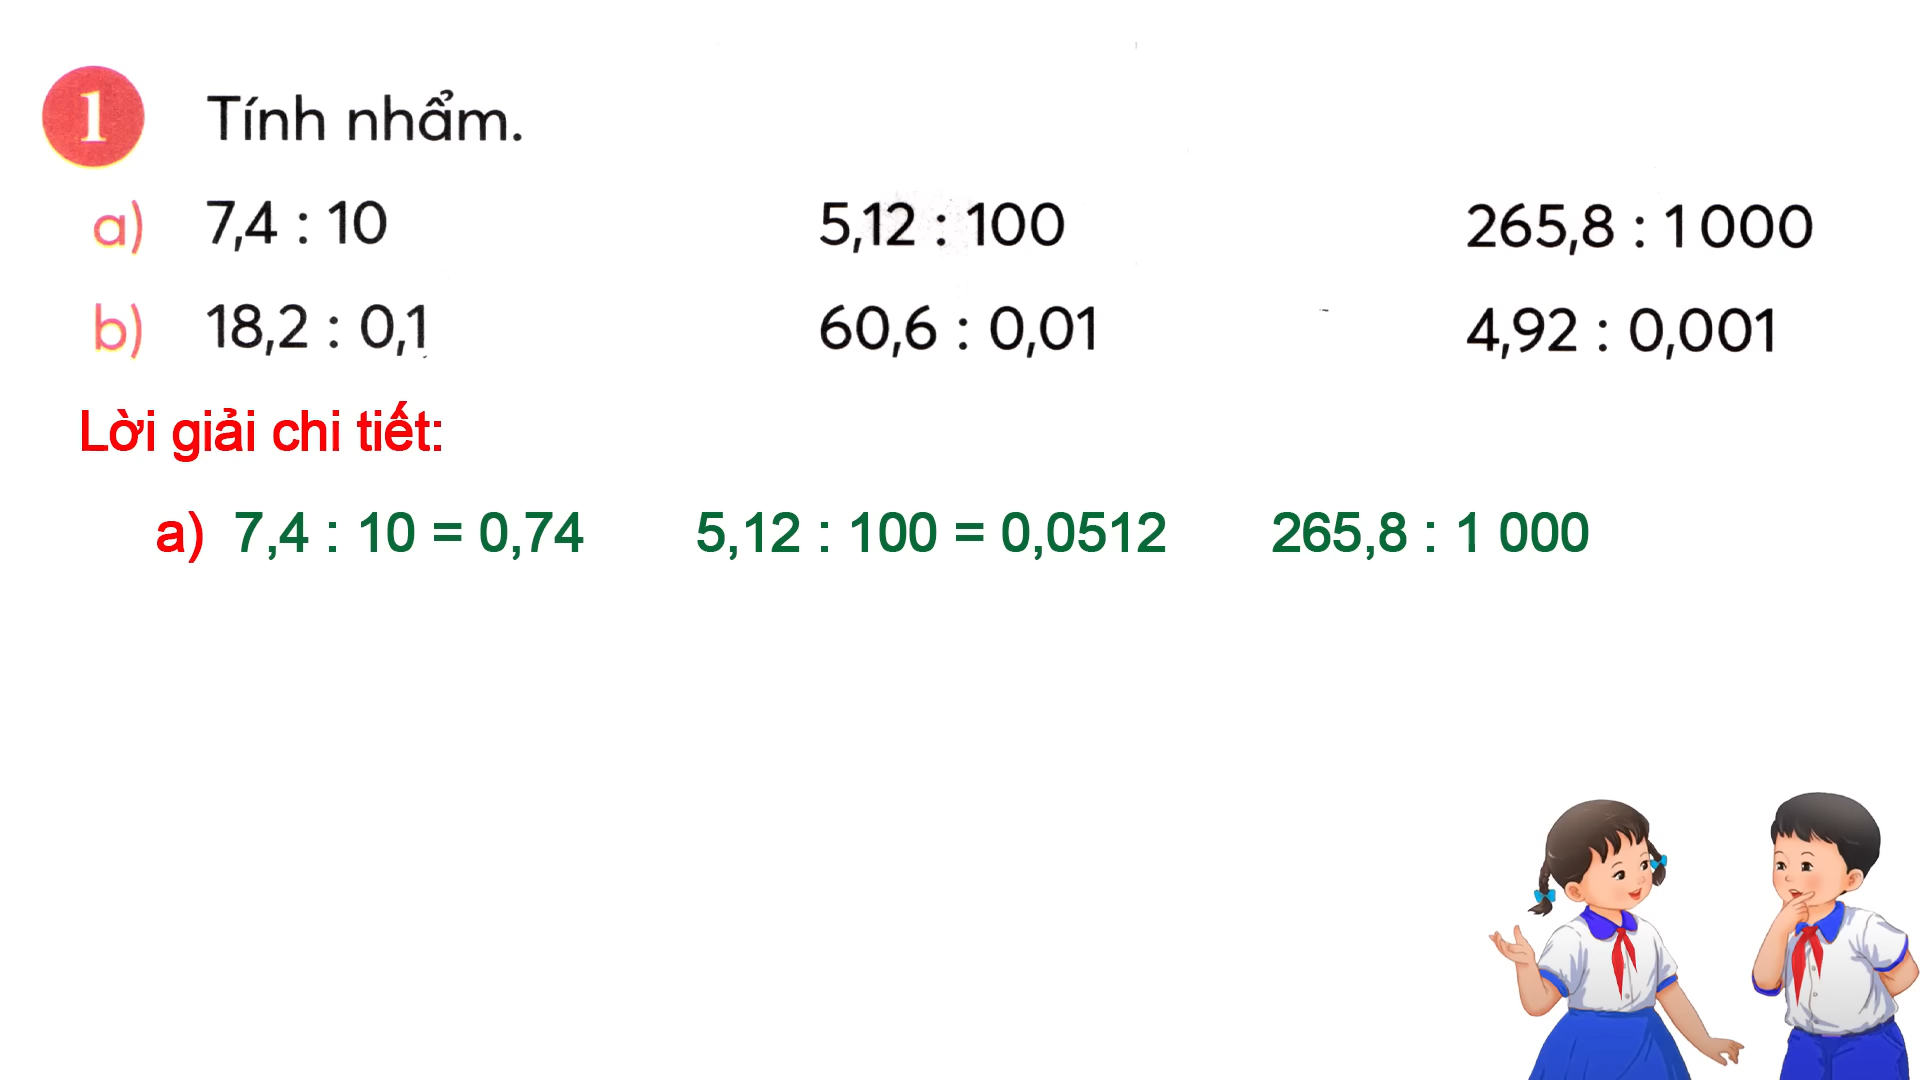 1 Tính nhẩm.
a) 7,4 : 10 5,12 : 100 265,8 : 1 000
b) 18,2 : 0,1 60,6 : 0,01 4,92 : 0,001
Lời giải chi tiết:
a) 7,4 : 10 = 0,74 5,12 : 100 = 0,0512 265,8 : 1 000